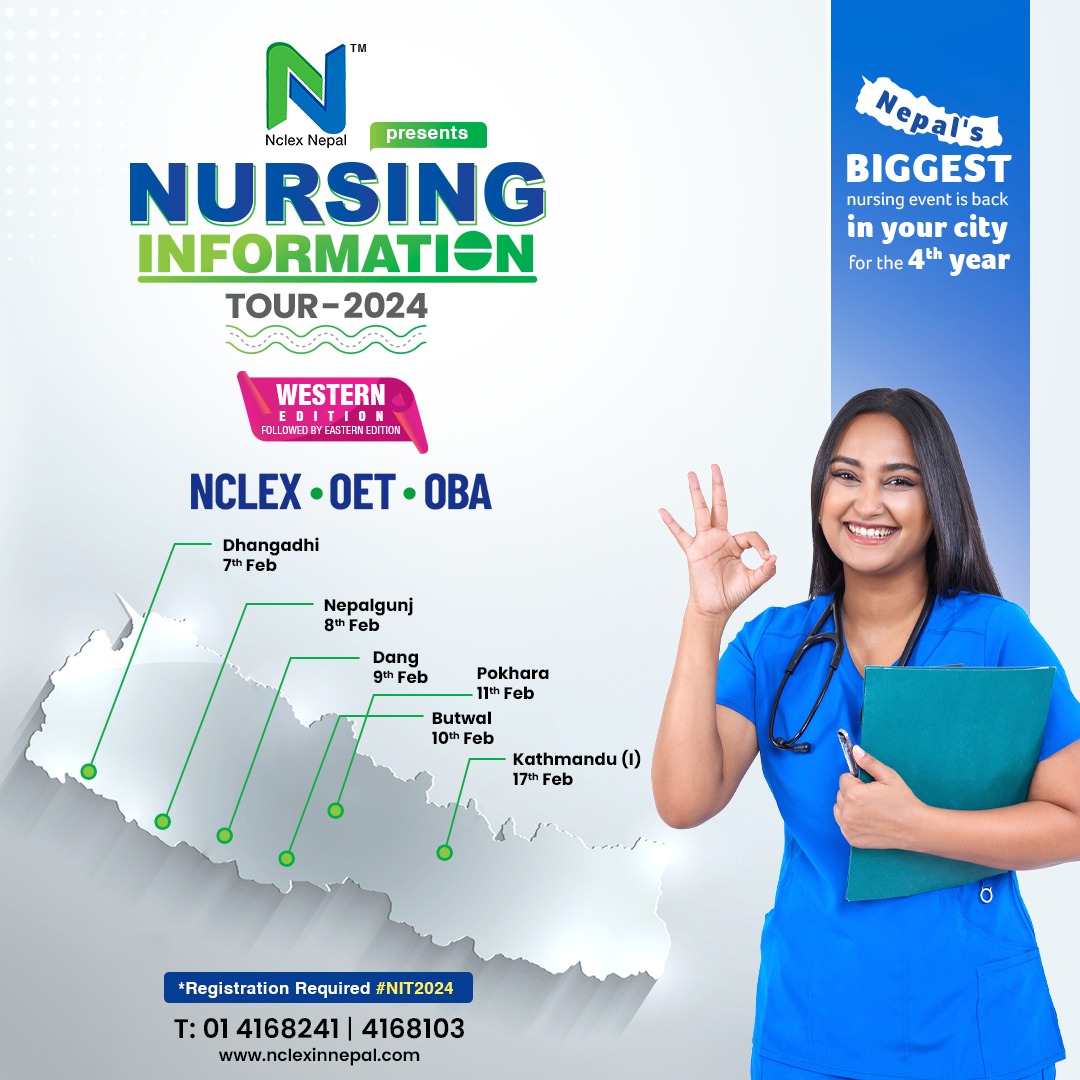 TM
Nclex Nepal
presents
NURSING
INFORMATION
TOUR-2024
WESTERN
EDITION
FOLLOWED BY EASTERN EDITION
NCLEX • OET • OBA
Nepal's
BIGGEST
nursing event is back
in your city
for the 4th year
Dhangadhi
7th Feb
Nepalgunj
8th Feb
Dang
9th Feb
Pokhara
11th Feb
Butwal
10th Feb
Kathmandu (I)
17th Feb
*Registration Required #NIT2024
T: 01 4168241 | 4168103
www.nclexinnepal.com